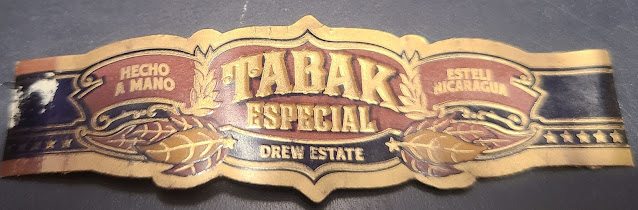 HECHO
A MANO
TABAK
ESPECIAL
DREW ESTATE
ESTELI
NICARAGUA